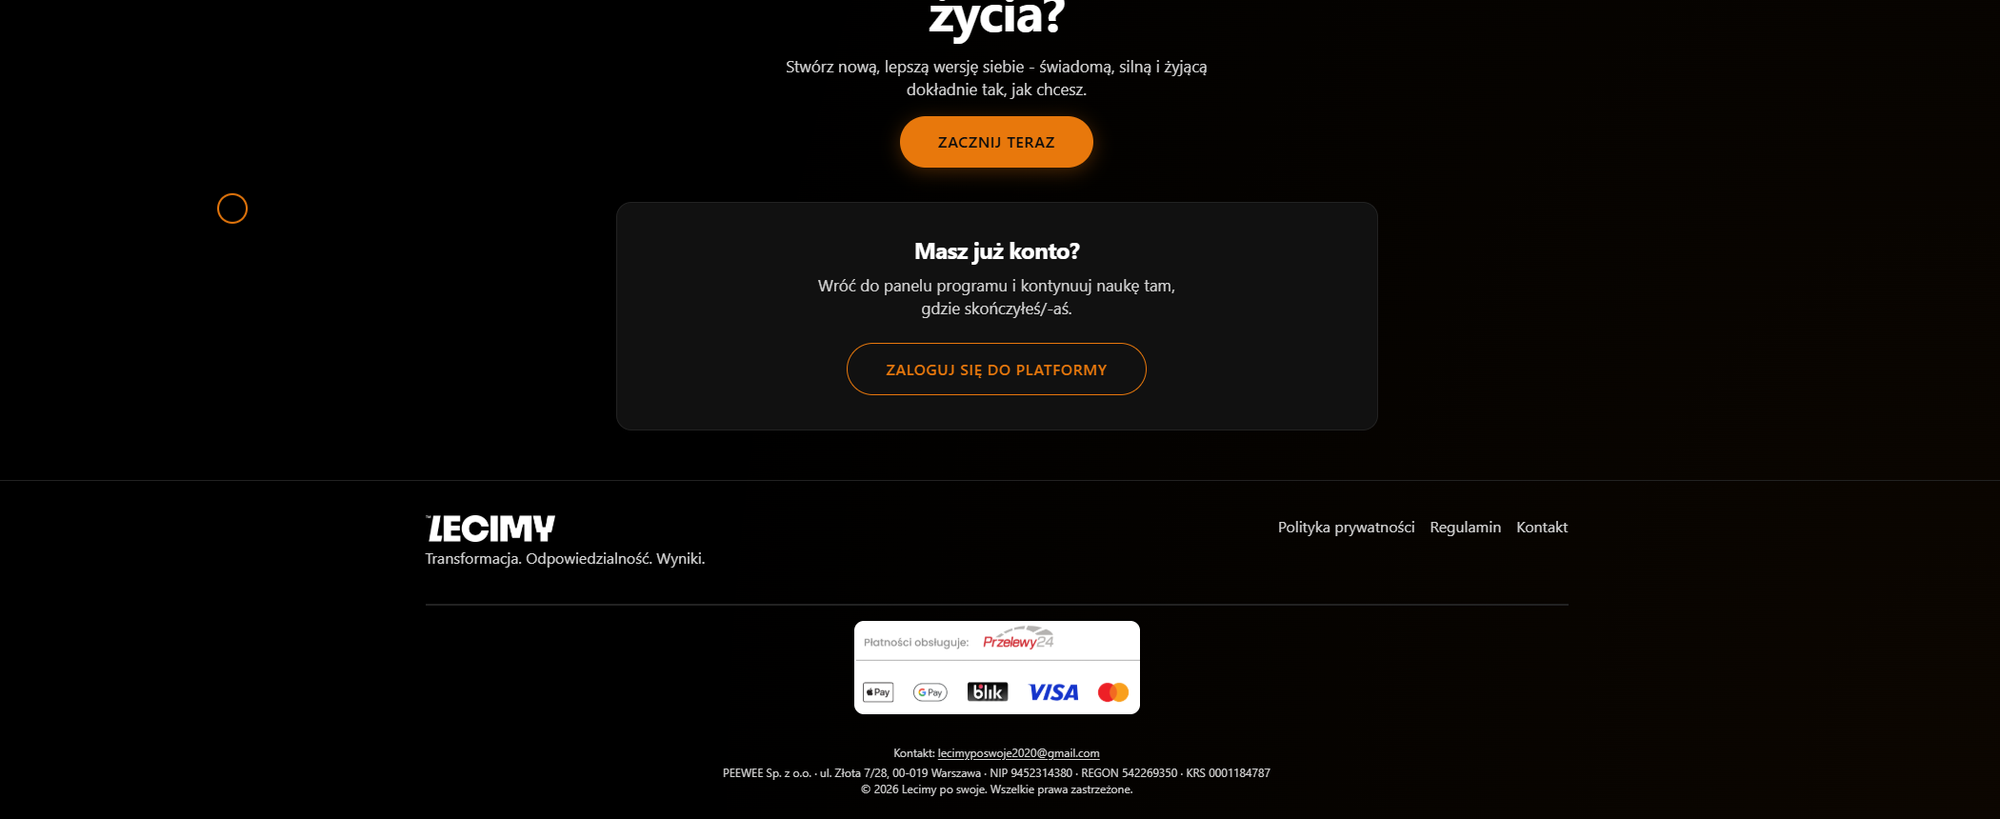 życia?
Stwórz nową, lepszą wersję siebie - świadomą, silną i żyjącą
dokładnie tak, jak chcesz.
ZACZNIJ TERAZ
Masz już konto?
Wróć do panelu programu i kontynuuj naukę tam,
gdzie skończyłeś/-aś.
ZALOGUJ SIĘ DO PLATFORMY
LECIMY
Transformacja. Odpowiedzialność. Wyniki.
Polityka prywatności Regulamin Kontakt
Płatności obsługuje: Przelewy24
Pay G Pay blik VISA
Kontakt: lecimyposwoje2020@gmail.com
PEEWEE Sp. z o.o. · ul. Złota 7/28, 00-019 Warszawa · NIP 9452314380 · REGON 542269350 · KRS 0001184787
© 2026 Lecimy po swoje. Wszelkie prawa zastrzeżone.